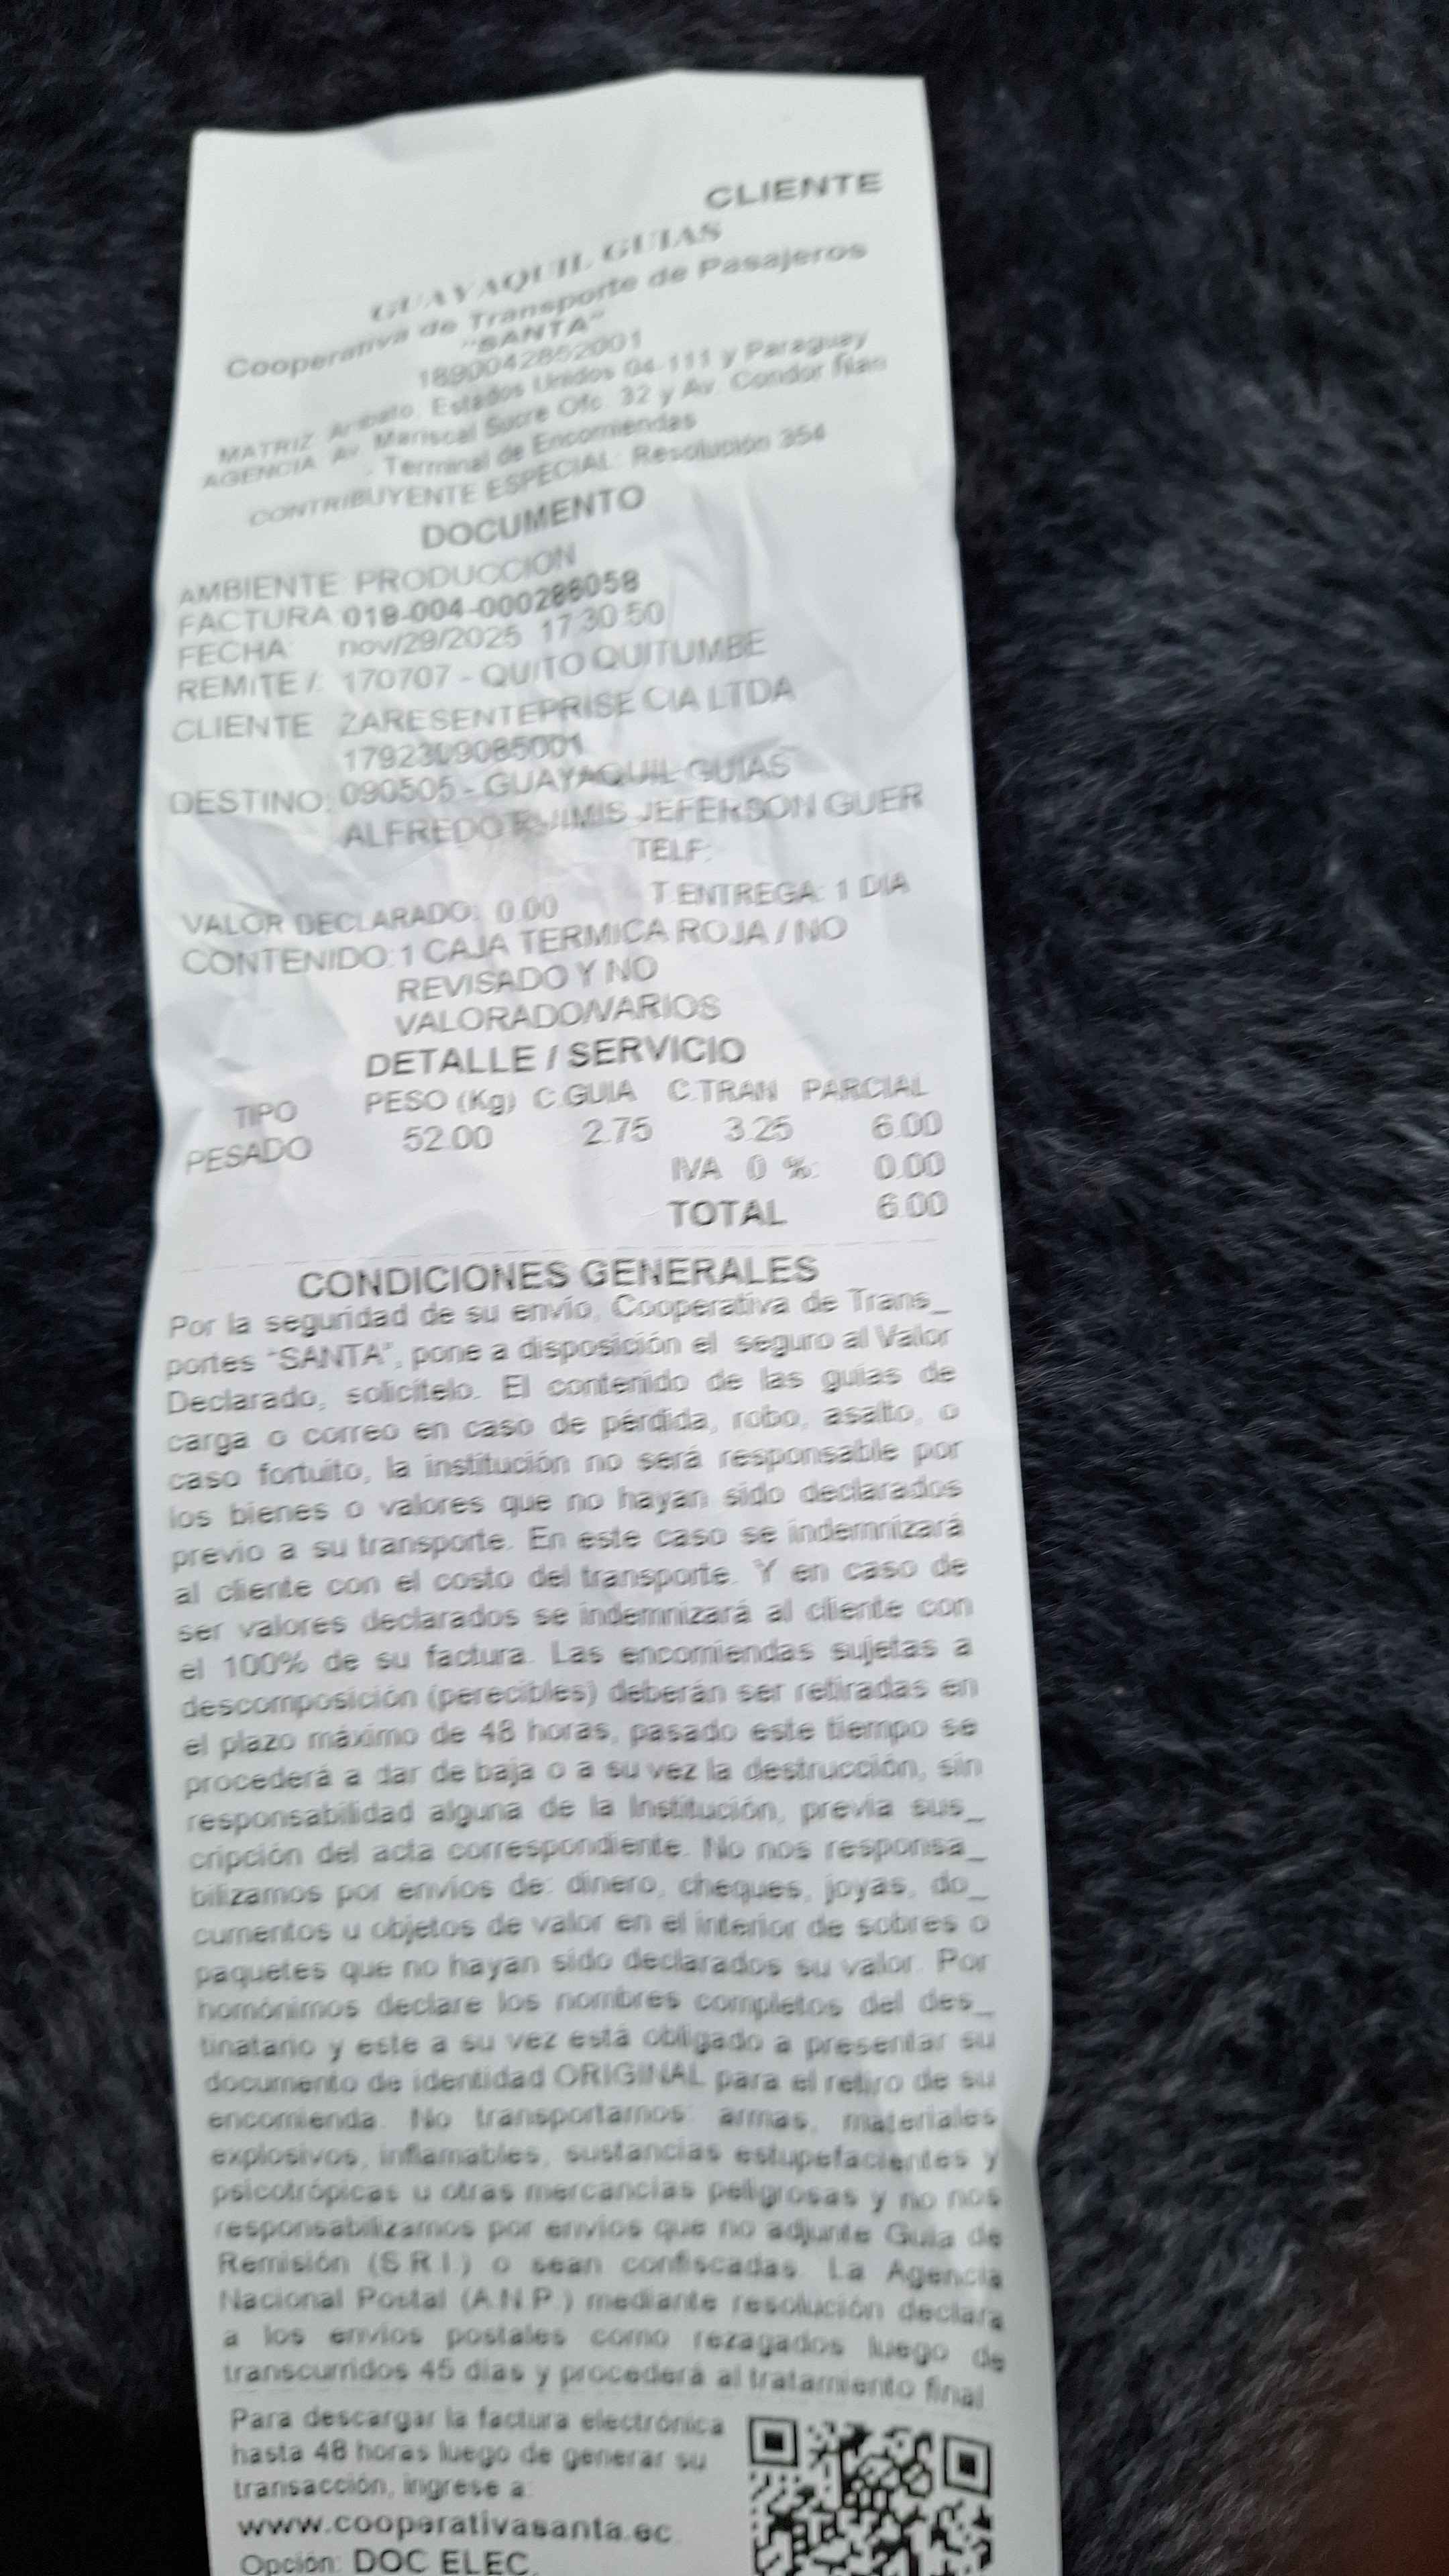 CLIENTE
GUAYAQUIL GUIAS
Cooperativa de Transporte de Pasajeros
"SANTA"
1890042852001
MATRIZ Ambato, Estados Unidos 04-111 y Paraguay
AGENCIA Av. Mariscal Sucre Ofc. 32 y Av. Condor Ñan
, Terminal de Encomiendas
CONTRIBUYENTE ESPECIAL: Resolución 354
DOCUMENTO
AMBIENTE PRODUCCION
FACTURA 018-004-000286058
FECHA: nov/29/2025 17:30:50
REMITE /: 170707 - QUITO QUITUMBE
CLIENTE ZARESENTEPRISE CIA LTDA
1792309085001
DESTINO: 090505 - GUAYAQUIL GUIAS
ALFREDO JEFERSON GUER
TELF:
VALOR DECLARADO: 0.00 T.ENTREGA: 1 DIA
CONTENIDO:1 CAJA TERMICA ROJA / NO
REVISADO Y NO
VALORADO/VARIOS
DETALLE / SERVICIO
TIPO PESO (Kg) C.GUIA C.TRAN PARCIAL
PESADO 52.00 2.75 3.25 6.00
IVA 0 %: 0.00
TOTAL 6.00
CONDICIONES GENERALES
Por la seguridad de su envío, Cooperativa de Trans_
portes "SANTA", pone a disposición el seguro al Valor
Declarado, solicítelo. El contenido de las guías de
carga o correo en caso de pérdida, robo, asalto, o
caso fortuito, la institución no será responsable por
los bienes o valores que no hayan sido declarados
previo a su transporte. En este caso se indemnizará
al cliente con el costo del transporte. Y en caso de
ser valores declarados se indemnizará al cliente con
el 100% de su factura. Las encomiendas sujetas a
descomposición (perecibles) deberán ser retiradas en
el plazo máximo de 48 horas, pasado este tiempo se
procederá a dar de baja o a su vez la destrucción, sin
responsabilidad alguna de la Institución, previa sus_
cripción del acta correspondiente. No nos responsa_
bilizamos por envíos de: dinero, cheques, joyas, do_
cumentos u objetos de valor en el interior de sobres o
paquetes que no hayan sido declarados su valor. Por
homónimos declare los nombres completos del des_
tinatario y este a su vez está obligado a presentar su
documento de identidad ORIGINAL para el retiro de su
encomienda. No transportamos: armas, materiales
explosivos, inflamables, sustancias estupefacientes y
psicotrópicas u otras mercancías peligrosas y no nos
responsabilizamos por envíos que no adjunte Guía de
Remisión (S.R.I.) o sean confiscadas. La Agencia
Nacional Postal (A.N.P.) mediante resolución declara
a los envíos postales como rezagados luego de
transcurridos 45 días y procederá al tratamiento final.
Para descargar la factura electrónica
hasta 48 horas luego de generar su
transacción, ingrese a:
www.cooperativasanta.ec
Opción: DOC ELEC.